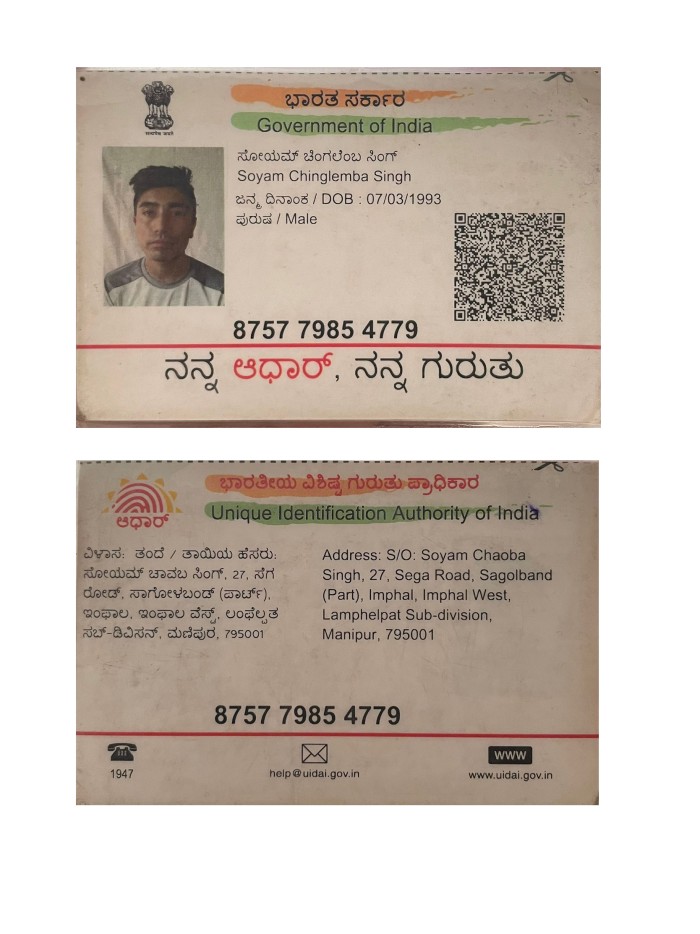 ಭಾರತ ಸರ್ಕಾರ
Government of India
ಸೋಯಮ್ ಚಿಂಗಲೆಂಬ ಸಿಂಗ್
Soyam Chinglemba Singh
ಜನ್ಮ ದಿನಾಂಕ / DOB : 07/03/1993
ಪುರುಷ / Male
8757 7985 4779
ನನ್ನ ಆಧಾರ್, ನನ್ನ ಗುರುತು
ಭಾರತೀಯ ವಿಶಿಷ್ಟ ಗುರುತು ಪ್ರಾಧಿಕಾರ
Unique Identification Authority of India
ಆಧಾರ್
ವಿಳಾಸ: ತಂದೆ / ತಾಯಿಯ ಹೆಸರು:
ಸೋಯಮ್ ಚಾವಬ ಸಿಂಗ್, 27, ಸೆಗ
ರೋಡ್, ಸಾಗೋಳಬಂಡ್ (ಪಾರ್ಟ್),
ಇಂಫಾಲ, ಇಂಫಾಲ ವೆಸ್ಟ್, ಲಂಫೆಲ್ಪತ
ಸಬ್-ಡಿವಿಸನ್, ಮಣಿಪುರ, 795001
Address: S/O: Soyam Chaoba
Singh, 27, Sega Road, Sagolband
(Part), Imphal, Imphal West,
Lamphelpat Sub-division,
Manipur, 795001
8757 7985 4779
1947
help@uidai.gov.in
WWW
www.uidai.gov.in